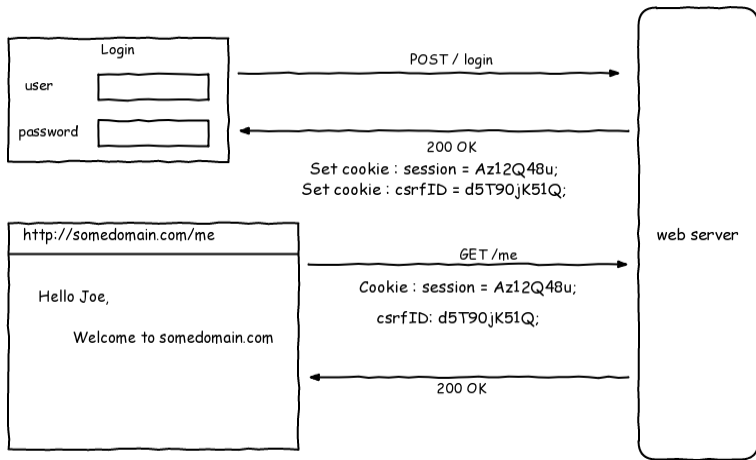 Login
user
password
POST / login
200 OK
Set cookie : session = Az12Q48u;
Set cookie : csrfID = d5T90jK51Q;
web server
http://somedomain.com/me
Hello Joe,
Welcome to somedomain.com
GET /me
Cookie : session = Az12Q48u;
csrfID: d5T90jK51Q;
200 OK